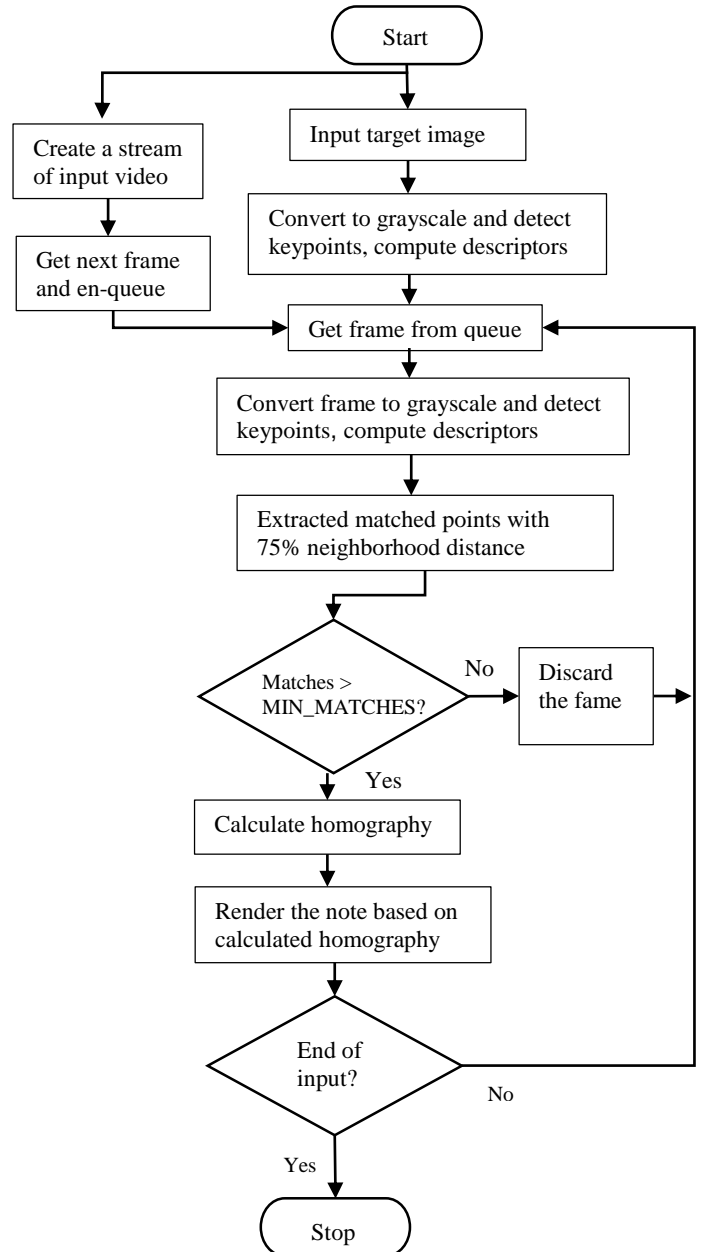 Start
Create a stream
of input video
Input target image
Convert to grayscale and detect
keypoints, compute descriptors
Get next frame
and en-queue
Get frame from queue
Convert frame to grayscale and detect
keypoints, compute descriptors
Extracted matched points with
75% neighborhood distance
Matches >
MIN_MATCHES?
No
Discard
the fame
Yes
Calculate homography
Render the note based on
calculated homography
End of
input?
No
Yes
Stop